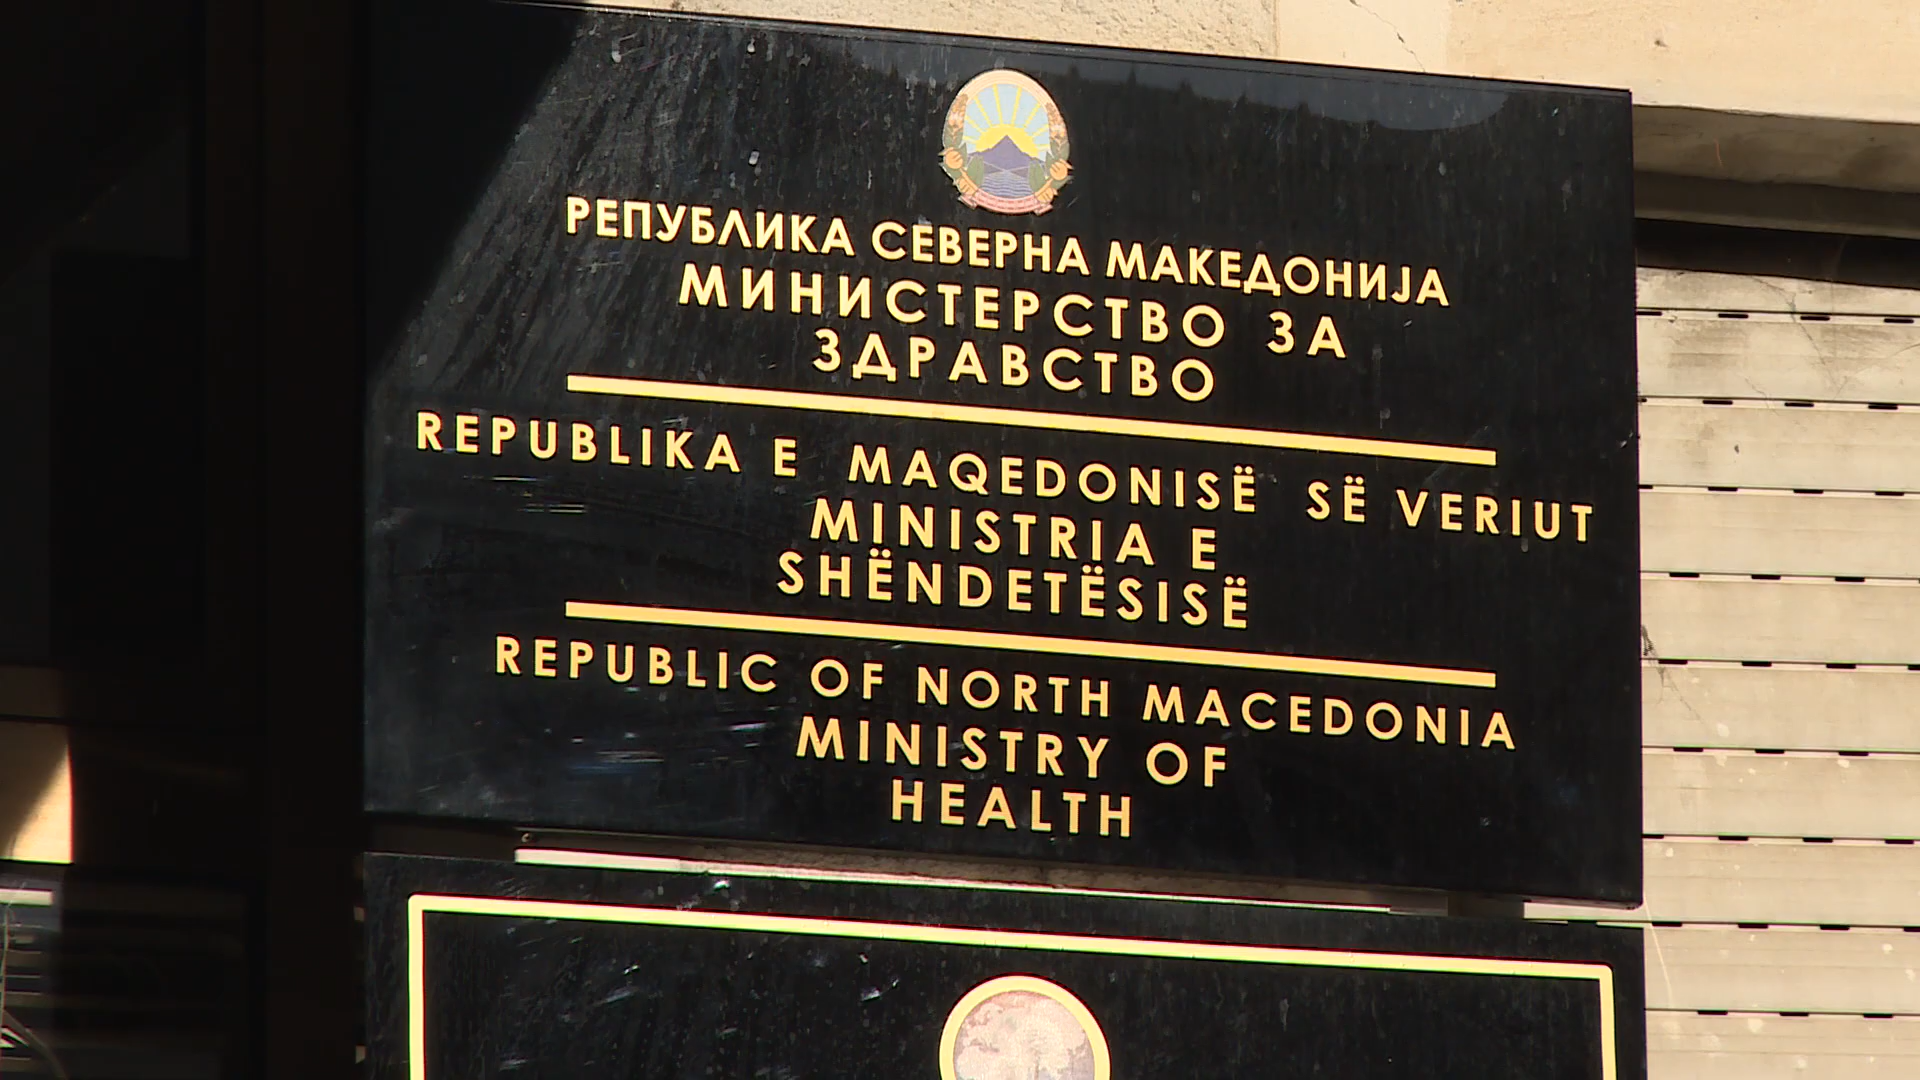 РЕПУБЛИКА СЕВЕРНА МАКЕДОНИЈА
МИНИСТЕРСТВО ЗА
ЗДРАВСТВО
REPUBLIKA E MAQEDONISË SË VERIUT
MINISTRIA E
SHËNDETËSISË
REPUBLIC OF NORTH MACEDONIA
MINISTRY OF
HEALTH